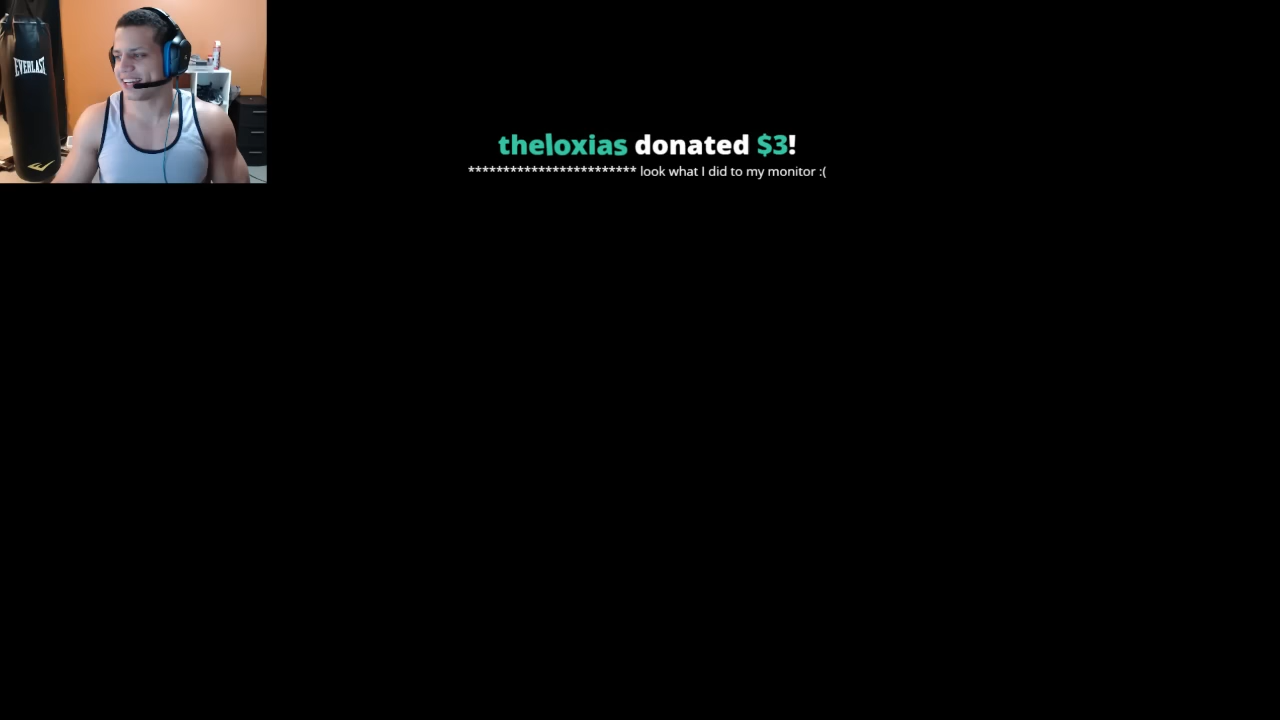 EVERLAST
theloxias donated $3!
************************ look what I did to my monitor :(